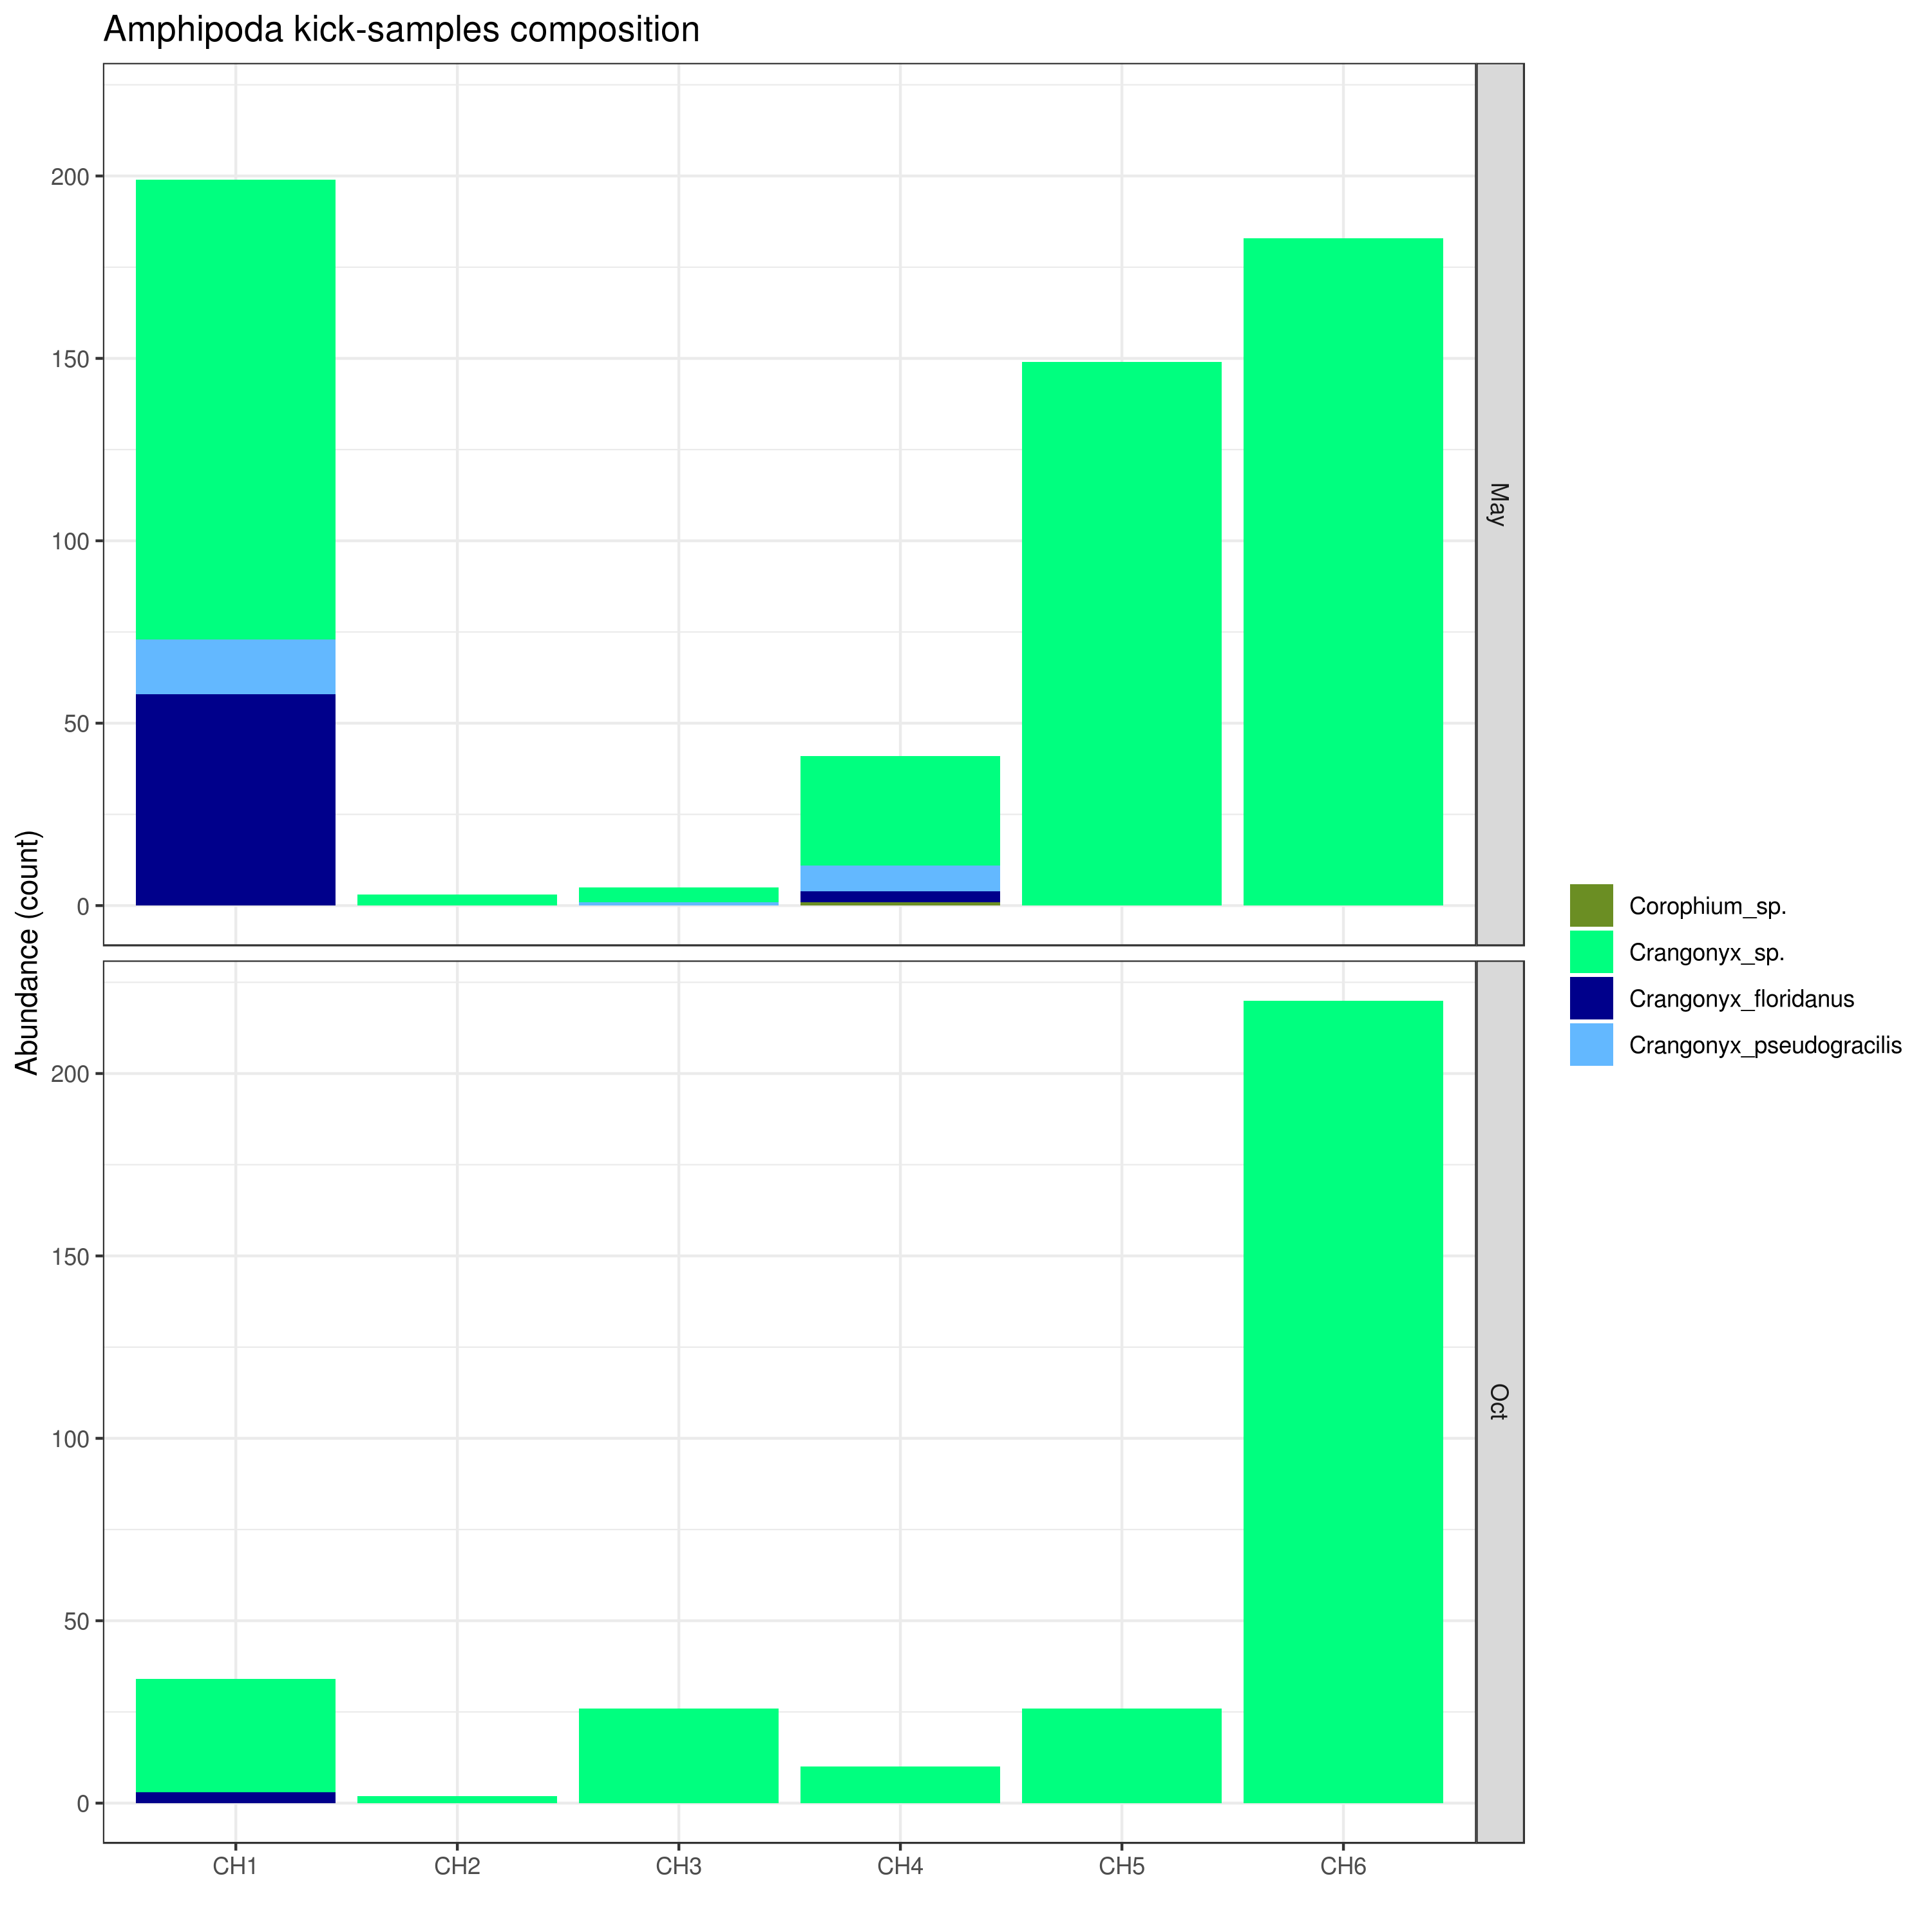 Amphipoda kick-samples composition
Abundance (count)
200
150
100
50
0
May
200
150
100
50
0
Oct
CH1 CH2 CH3 CH4 CH5 CH6
Corophium_sp.
Crangonyx_sp.
Crangonyx_floridanus
Crangonyx_pseudogracilis